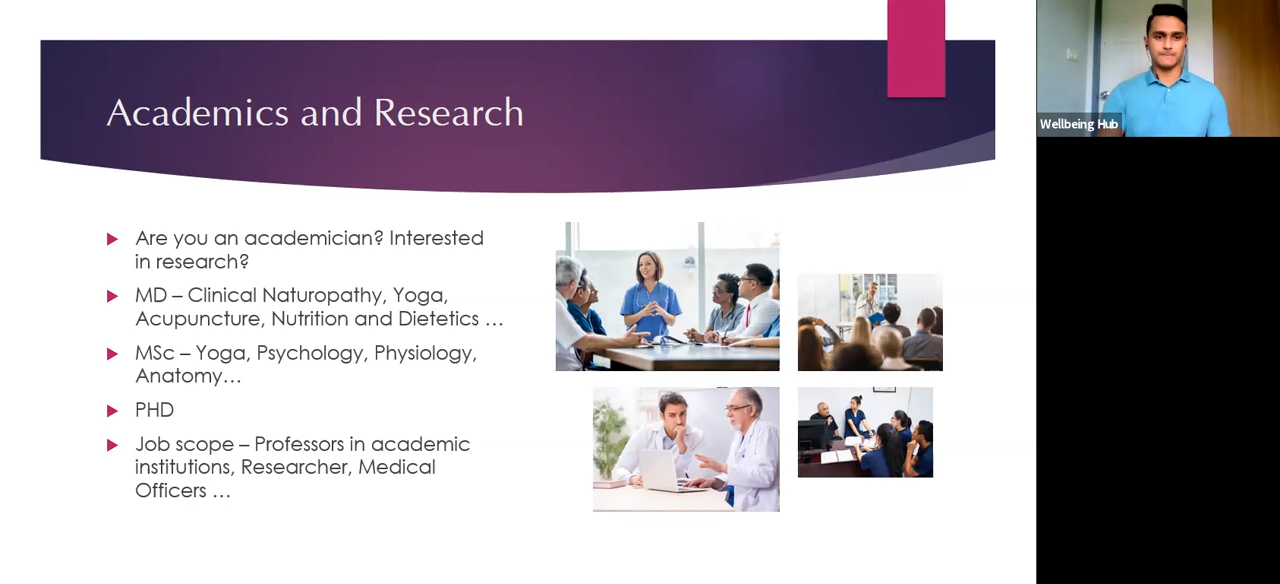 Academics and Research
Are you an academician? Interested
in research?
MD – Clinical Naturopathy, Yoga,
Acupuncture, Nutrition and Dietetics …
MSc – Yoga, Psychology, Physiology,
Anatomy…
PHD
Job scope – Professors in academic
institutions, Researcher, Medical
Officers …
Wellbeing Hub